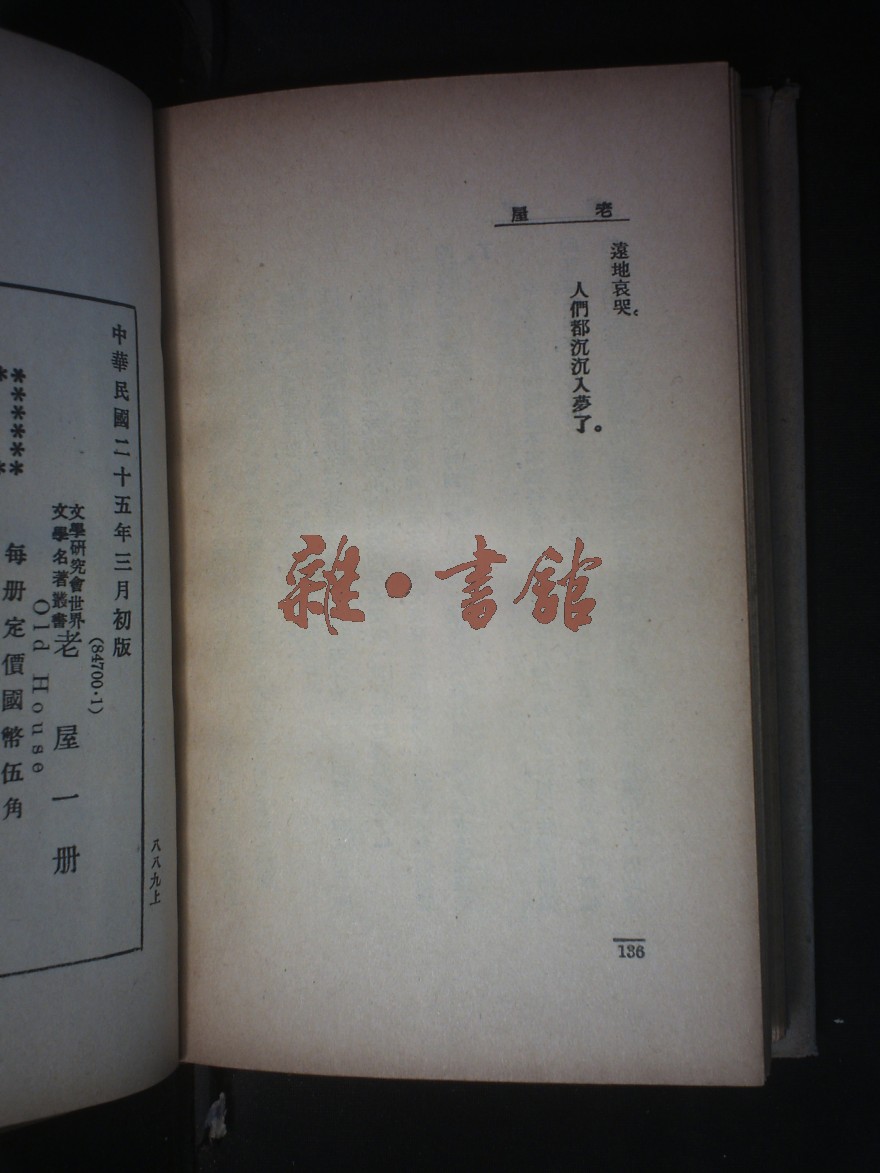 老屋
遠地哀哭。
人們都沉沉入夢了。
136
雜·書館
八八九上
中華民國二十五年三月初版
(84700·1)
文學研究會世界
文學名著叢書
老屋一册
Old House
每册定價國幣伍角
******